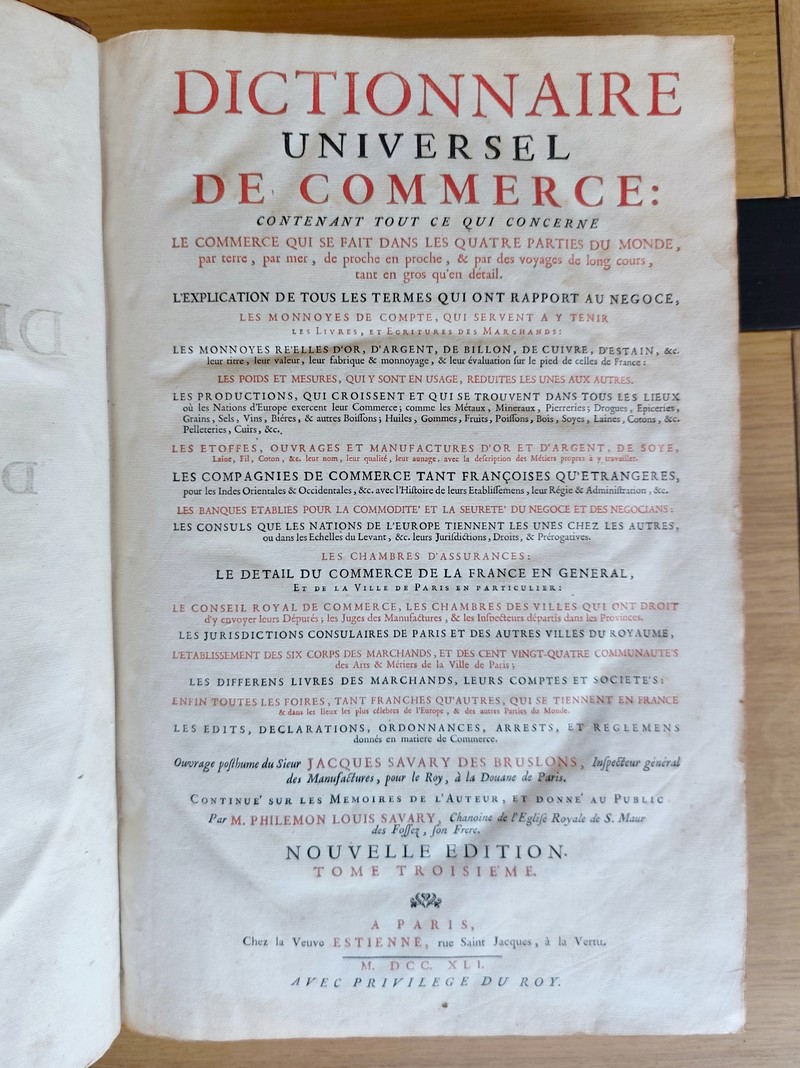 DICTIONNAIRE
UNIVERSEL
DE COMMERCE:
CONTENANT TOUT CE QUI CONCERNE
LE COMMERCE QUI SE FAIT DANS LES QUATRE PARTIES DU MONDE,
par terre, par mer, de proche en proche, & par des voyages de long cours,
tant en gros qu'en détail.
L'EXPLICATION DE TOUS LES TERMES QUI ONT RAPPORT AU NEGOCE,
LES MONNOYES DE COMPTE, QUI SERVENT A Y TENIR
LES LIVRES, ET ECRITURES DES MARCHANDS:
LES MONNOYES RE'ELLES D'OR, D'ARGENT, DE BILLON, DE CUIVRE, D'ESTAIN, &c.
leur titre, leur valeur, leur fabrique & monnoyage, & leur évaluation ſur le pied de celles de France:
LES POIDS ET MESURES, QUI Y SONT EN USAGE, REDUITES LES UNES AUX AUTRES.
LES PRODUCTIONS, QUI CROISSENT ET QUI SE TROUVENT DANS TOUS LES LIEUX
où les Nations d'Europe exercent leur Commerce; comme les Métaux, Mineraux, Pierreries; Drogues, Epiceries,
Grains, Sels, Vins, Biéres, & autres Boiſſons; Huiles, Gommes, Fruits, Poiſſons, Bois, Soyes, Laines, Cotons, &c.
Pelleteries, Cuirs, &c.
LES ETOFFES, OUVRAGES ET MANUFACTURES D'OR ET D'ARGENT, DE SOYE,
Laine, Fil, Coton, &c. leur nom, leur qualité, leur aunage, avec la deſcription des Métiers propres à y travailler.
LES COMPAGNIES DE COMMERCE TANT FRANÇOISES QU'ETRANGERES,
pour les Indes Orientales & Occidentales, &c. avec l'Hiſtoire de leurs Etabliſſemens, leur Régie & Adminiſtration, &c.
LES BANQUES ETABLIES POUR LA COMMODITE' ET LA SEURETE' DU NEGOCE ET DES NEGOCIANS:
LES CONSULS QUE LES NATIONS DE L'EUROPE TIENNENT LES UNES CHEZ LES AUTRES,
ou dans les Echelles du Levant, &c. leurs Juriſdictions, Droits, & Prérogatives.
LES CHAMBRES D'ASSURANCES:
LE DETAIL DU COMMERCE DE LA FRANCE EN GENERAL,
ET DE LA VILLE DE PARIS EN PARTICULIER:
LE CONSEIL ROYAL DE COMMERCE, LES CHAMBRES DES VILLES QUI ONT DROIT
d'y envoyer leurs Députés; les Juges des Manufactures, & les Inſpecteurs départis dans les Provinces.
LES JURISDICTIONS CONSULAIRES DE PARIS ET DES AUTRES VILLES DU ROYAUME,
L'ETABLISSEMENT DES SIX CORPS DES MARCHANDS, ET DES CENT VINGT-QUATRE COMMUNAUTE'S
des Arts & Métiers de la Ville de Paris;
LES DIFFERENS LIVRES DES MARCHANDS, LEURS COMPTES ET SOCIETE'S:
ENFIN TOUTES LES FOIRES, TANT FRANCHES QU'AUTRES, QUI SE TIENNENT EN FRANCE
& dans les lieux les plus célebres de l'Europe, & des autres Parties du Monde.
LES EDITS, DECLARATIONS, ORDONNANCES, ARRESTS, ET REGLEMENS
donnés en matiere de Commerce.
Ouvrage poſthume du Sieur JACQUES SAVARY DES BRUSLONS, Inſpecteur général
des Manufactures, pour le Roy, à la Douane de Paris.
CONTINUE' SUR LES MEMOIRES DE L'AUTEUR, ET DONNE' AU PUBLIC
Par M. PHILEMON LOUIS SAVARY, Chanoine de l'Egliſe Royale de S. Maur
des Foſſez, ſon Frere.
NOUVELLE EDITION.
TOME TROISIE'ME.
A PARIS,
Chez la Veuve ESTIENNE, rue Saint Jacques, à la Vertu.
M. DCC. XLI.
AVEC PRIVILEGE DU ROY.